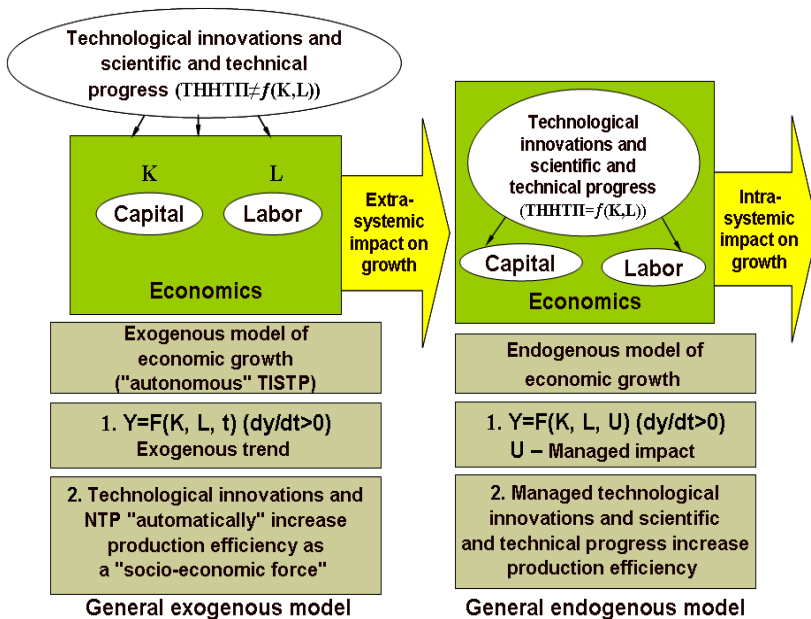 Technological innovations and
scientific and technical
progress (ТННТП≠f(K,L))
K
L
Capital
Labor
Economics
Extra-
systemic
impact on
growth
Exogenous model of
economic growth
("autonomous" TISTP)
1. Y=F(K, L, t) (dy/dt>0)
Exogenous trend
2. Technological innovations and
NTP "automatically" increase
production efficiency as
a "socio-economic force"
General exogenous model
Technological
innovations and
scientific and
technical progress
(ТННТП=f(K,L))
Capital
Labor
Economics
Intra-
systemic
impact on
growth
Endogenous model of
economic growth
1. Y=F(K, L, U) (dy/dt>0)
U – Managed impact
2. Managed technological
innovations and scientific
and technical progress increase
production efficiency
General endogenous model